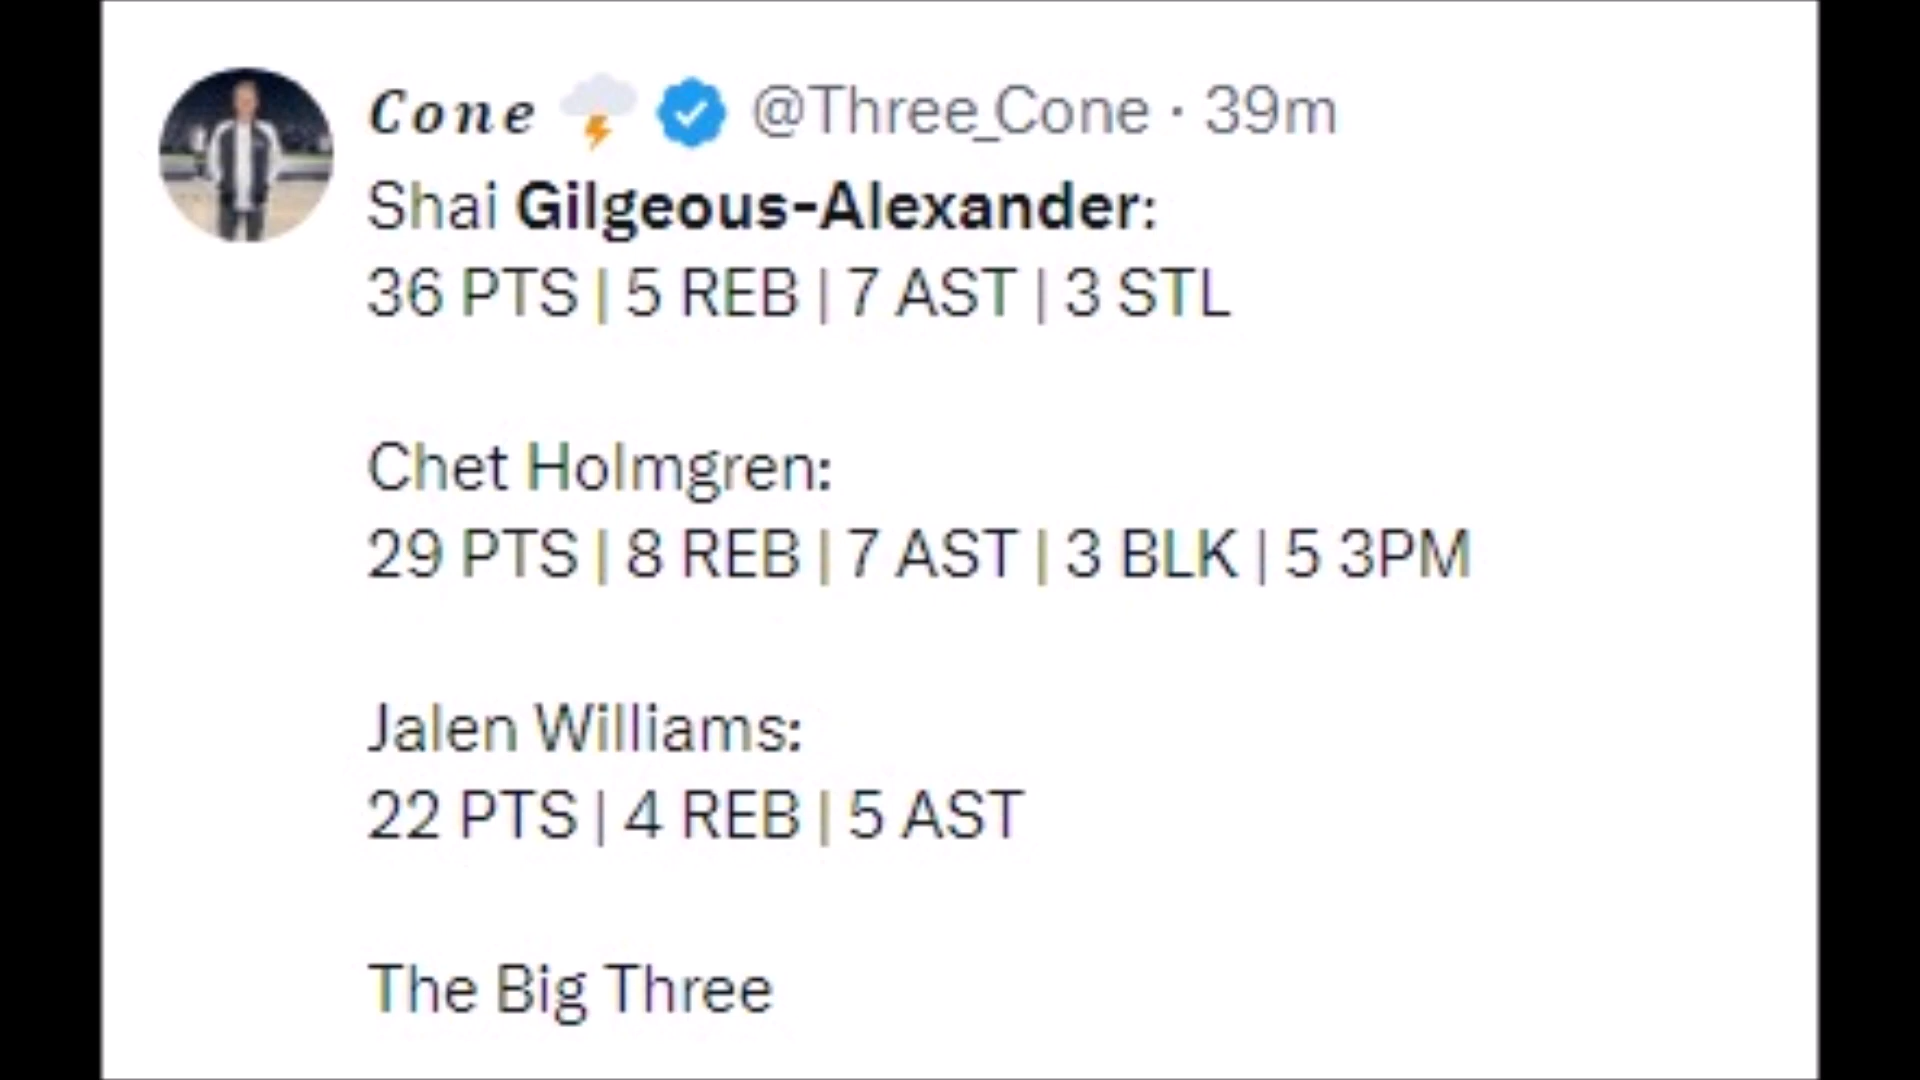 Cone 🌩️ @Three_Cone · 39m
Shai Gilgeous-Alexander:
36 PTS | 5 REB | 7 AST | 3 STL
Chet Holmgren:
29 PTS | 8 REB | 7 AST | 3 BLK | 5 3PM
Jalen Williams:
22 PTS | 4 REB | 5 AST
The Big Three